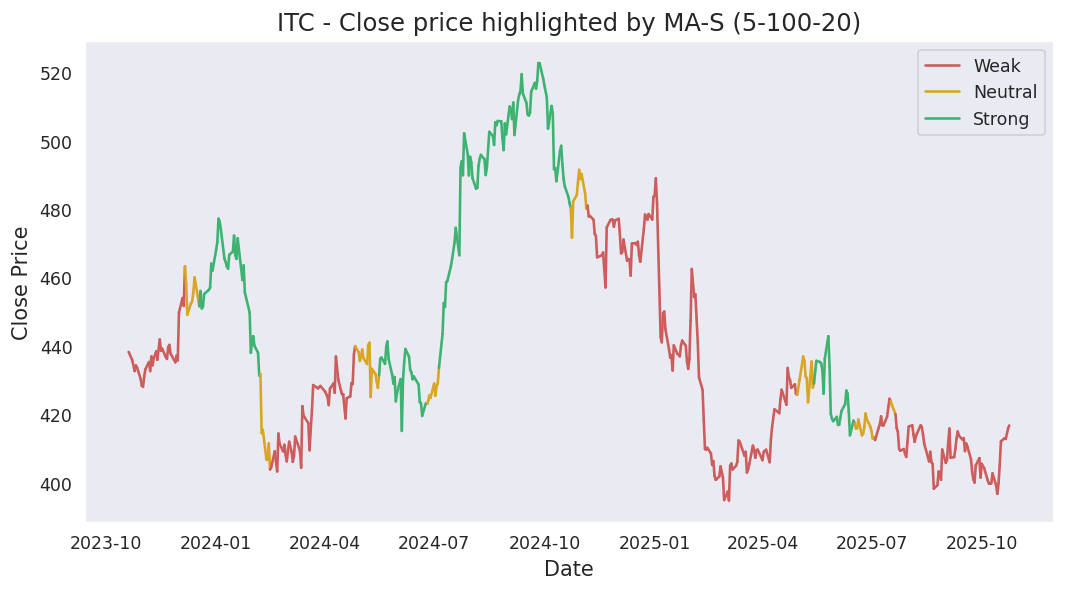 ITC - Close price highlighted by MA-S (5-100-20)
Weak
Neutral
Strong
520
500
480
460
440
420
400
Close Price
2023-10 2024-01 2024-04 2024-07 2024-10 2025-01 2025-04 2025-07 2025-10
Date